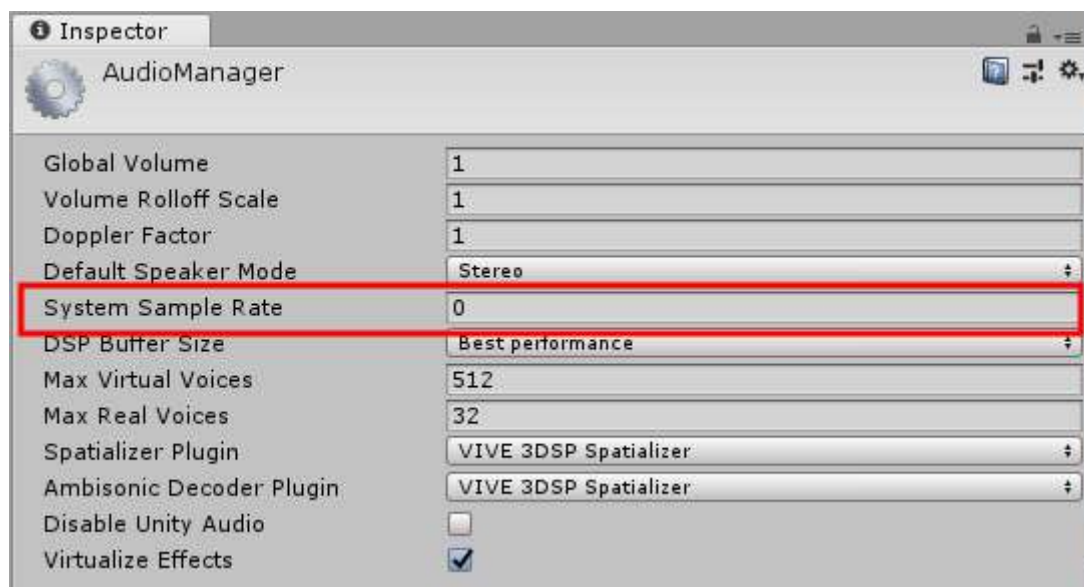 Inspector
AudioManager
Global Volume 1
Volume Rolloff Scale 1
Doppler Factor 1
Default Speaker Mode Stereo
System Sample Rate 0
DSP Buffer Size Best performance
Max Virtual Voices 512
Max Real Voices 32
Spatializer Plugin VIVE 3DSP Spatializer
Ambisonic Decoder Plugin VIVE 3DSP Spatializer
Disable Unity Audio
Virtualize Effects